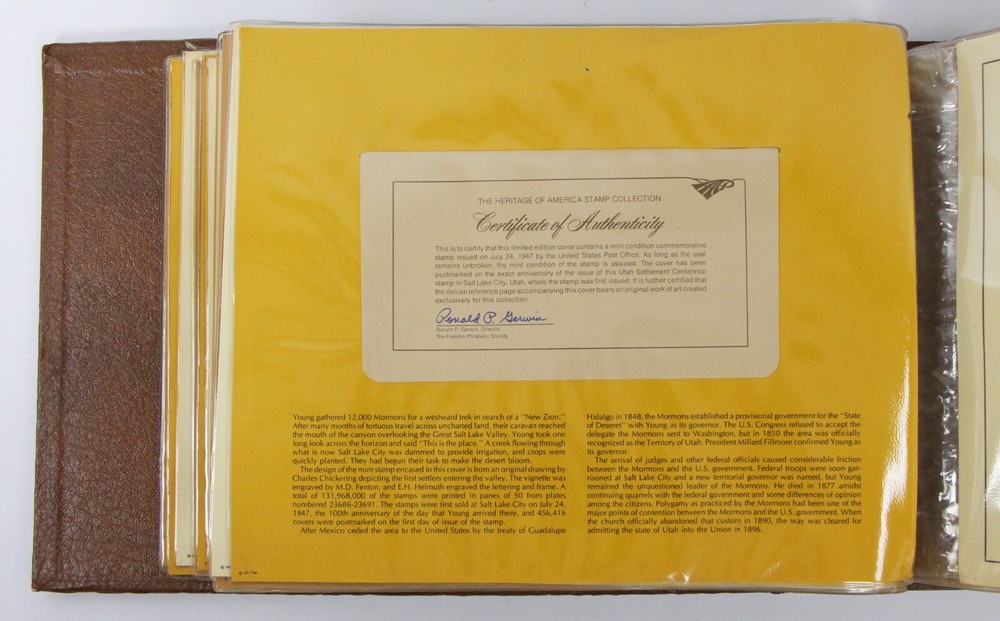 THE HERITAGE OF AMERICA STAMP COLLECTION
Certificate of Authenticity
This is to certify that this limited edition cover contains a mint condition commemorative
stamp issued on July 24, 1947 by the United States Post Office. As long as the seal
remains unbroken, the mint condition of the stamp is assured. The cover has been
postmarked on the exact anniversary of the issue of this Utah Settlement Centennial
stamp in Salt Lake City, Utah, where the stamp was first issued. It is further certified that
the deluxe reference page accompanying this cover bears an original work of art created
exclusively for this collection.
Ronald P. Gerwin
Ronald P. Gerwin, Director
The Franklin Philatelic Society
Young gathered 12,000 Mormons for a westward trek in search of a "New Zion."
After many months of tortuous travel across uncharted land, their caravan reached
the mouth of the canyon overlooking the Great Salt Lake Valley. Young took one
long look across the horizon and said "This is the place." A creek flowing through
what is now Salt Lake City was dammed to provide irrigation, and crops were
quickly planted. They had begun their task to make the desert bloom.
The design of the mint stamp encased in this cover is from an original drawing by
Charles Chickering depicting the first settlers entering the valley. The vignette was
engraved by M.D. Fenton, and E.H. Helmuth engraved the lettering and frame. A
total of 131,968,000 of the stamps were printed in panes of 50 from plates
numbered 23686-23691. The stamps were first sold at Salt Lake City on July 24,
1947, the 100th anniversary of the day that Young arrived there, and 456,416
covers were postmarked on the first day of issue of the stamp.
After Mexico ceded the area to the United States by the treaty of Guadalupe
Hidalgo in 1848, the Mormons established a provisional government for the "State
of Deseret" with Young as its governor. The U.S. Congress refused to accept the
delegate the Mormons sent to Washington, but in 1850 the area was officially
recognized as the Territory of Utah. President Millard Fillmore confirmed Young as
its governor.
The arrival of judges and other federal officials caused considerable friction
between the Mormons and the U.S. government. Federal troops were soon gar-
risoned at Salt Lake City and a new territorial governor was named, but Young
remained the unquestioned leader of the Mormons. He died in 1877 amidst
continuing quarrels with the federal government and some differences of opinion
among the citizens. Polygamy as practiced by the Mormons had been one of the
major points of contention between the Mormons and the U.S. government. When
the church officially abandoned that custom in 1890, the way was cleared for
admitting the state of Utah into the Union in 1896.